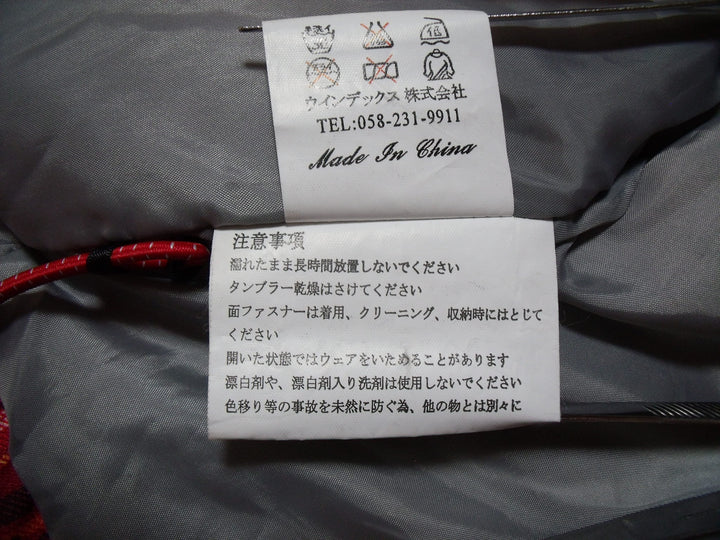 低
ウインデックス 株式会社
TEL:058-231-9911
Made In China
注意事項
濡れたまま長時間放置しないでください
タンブラー乾燥はさけてください
面ファスナーは着用、クリーニング、収納時にはとじて
ください
開いた状態ではウェアをいためることがあります
漂白剤や、漂白剤入り洗剤は使用しないでください
色移り等の事故を未然に防ぐ為、他の物とは別々に